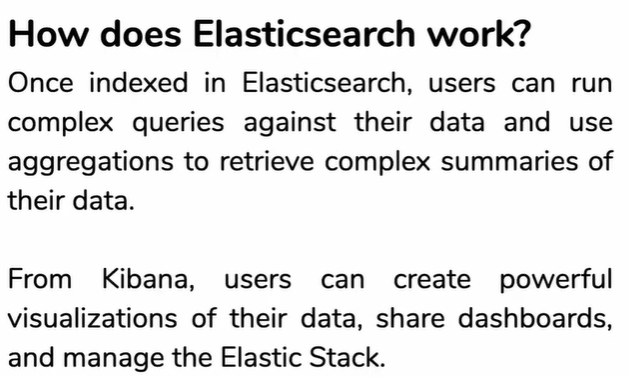 How does Elasticsearch work?
Once indexed in Elasticsearch, users can run
complex queries against their data and use
aggregations to retrieve complex summaries of
their data.
From Kibana, users can create powerful
visualizations of their data, share dashboards,
and manage the Elastic Stack.